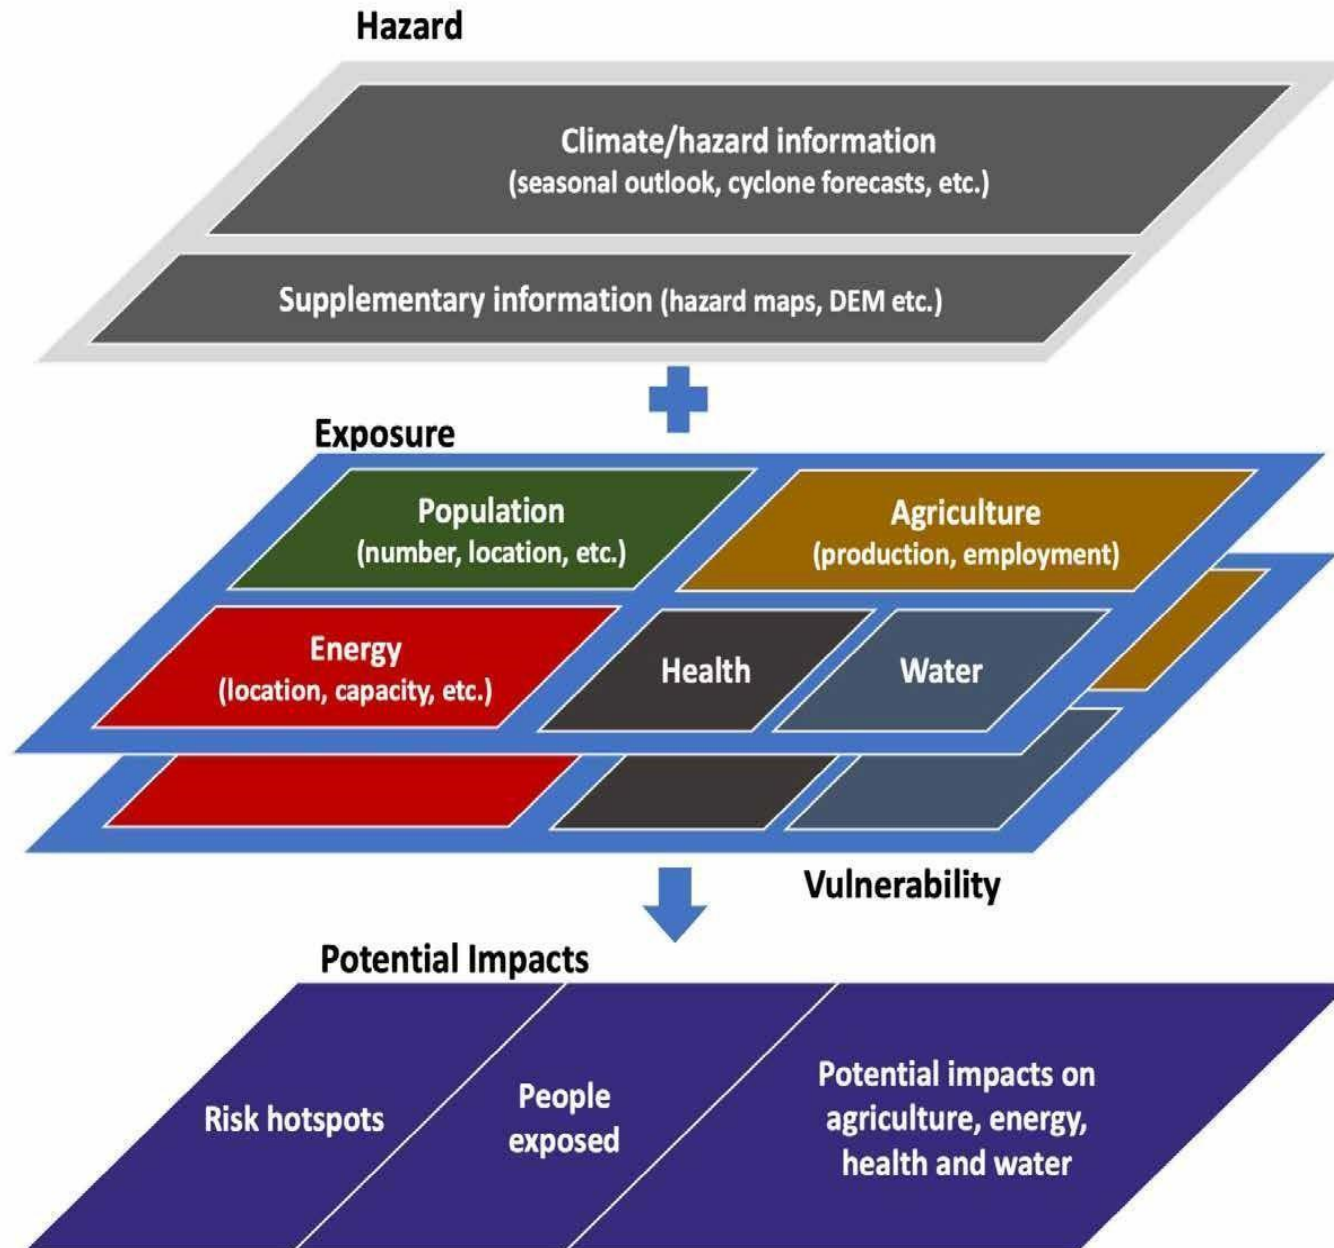 Hazard
Climate/hazard information
(seasonal outlook, cyclone forecasts, etc.)
Supplementary information (hazard maps, DEM etc.)
Exposure
Population
(number, location, etc.)
Agriculture
(production, employment)
Energy
(location, capacity, etc.)
Health
Water
Vulnerability
Potential Impacts
Risk hotspots
People
exposed
Potential impacts on
agriculture, energy,
health and water